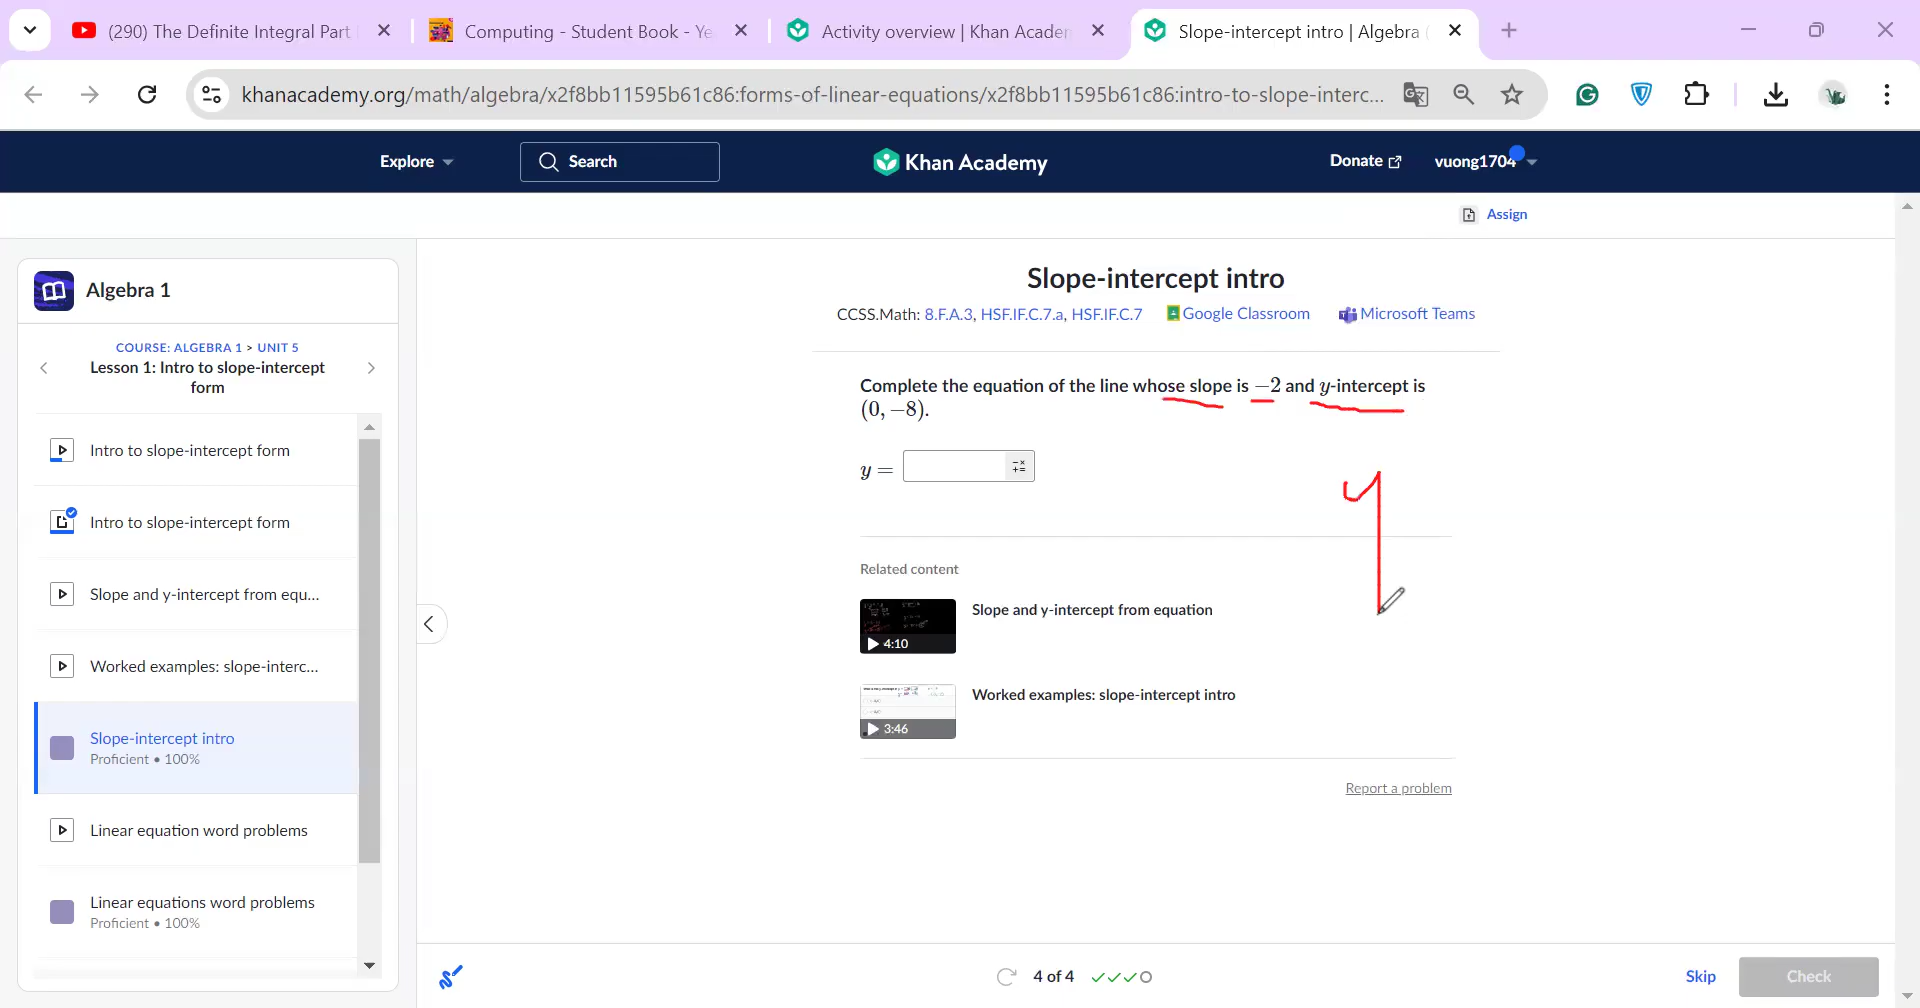 (290) The Definite Integral Part
Computing - Student Book - Ye
Activity overview | Khan Acader
Slope-intercept intro | Algebra (
khanacademy.org/math/algebra/x2f8bb11595b61c86:forms-of-linear-equations/x2f8bb11595b61c86:intro-to-slope-interc...
Explore
Search
Khan Academy
Donate
vuong1704
Assign
Algebra 1
COURSE: ALGEBRA 1 > UNIT 5
Lesson 1: Intro to slope-intercept
form
Intro to slope-intercept form
Intro to slope-intercept form
Slope and y-intercept from equ...
Worked examples: slope-interc...
Slope-intercept intro
Proficient • 100%
Linear equation word problems
Linear equations word problems
Proficient • 100%
Slope-intercept intro
CCSS.Math: 8.F.A.3, HSF.IF.C.7.a, HSF.IF.C.7
Google Classroom
Microsoft Teams
Complete the equation of the line whose slope is −2 and y-intercept is
(0, −8).
y =
y
Related content
4:10
Slope and y-intercept from equation
3:46
Worked examples: slope-intercept intro
Report a problem
4 of 4
Skip
Check